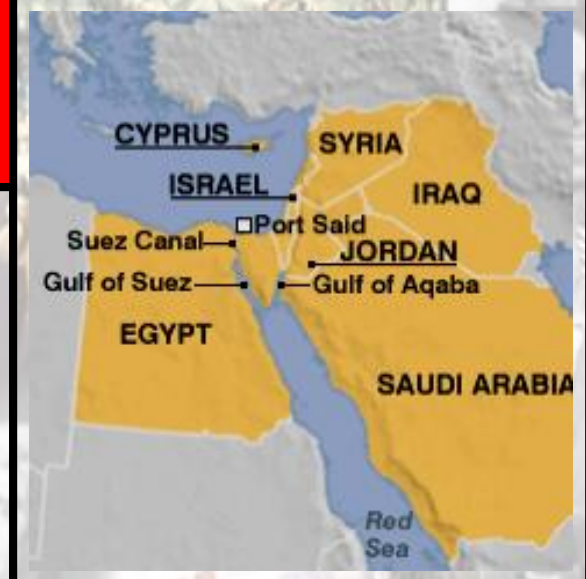 CYPRUS
SYRIA
ISRAEL
IRAQ
Port Said
Suez Canal
JORDAN
Gulf of Suez
Gulf of Aqaba
EGYPT
SAUDI ARABIA
Red
Sea